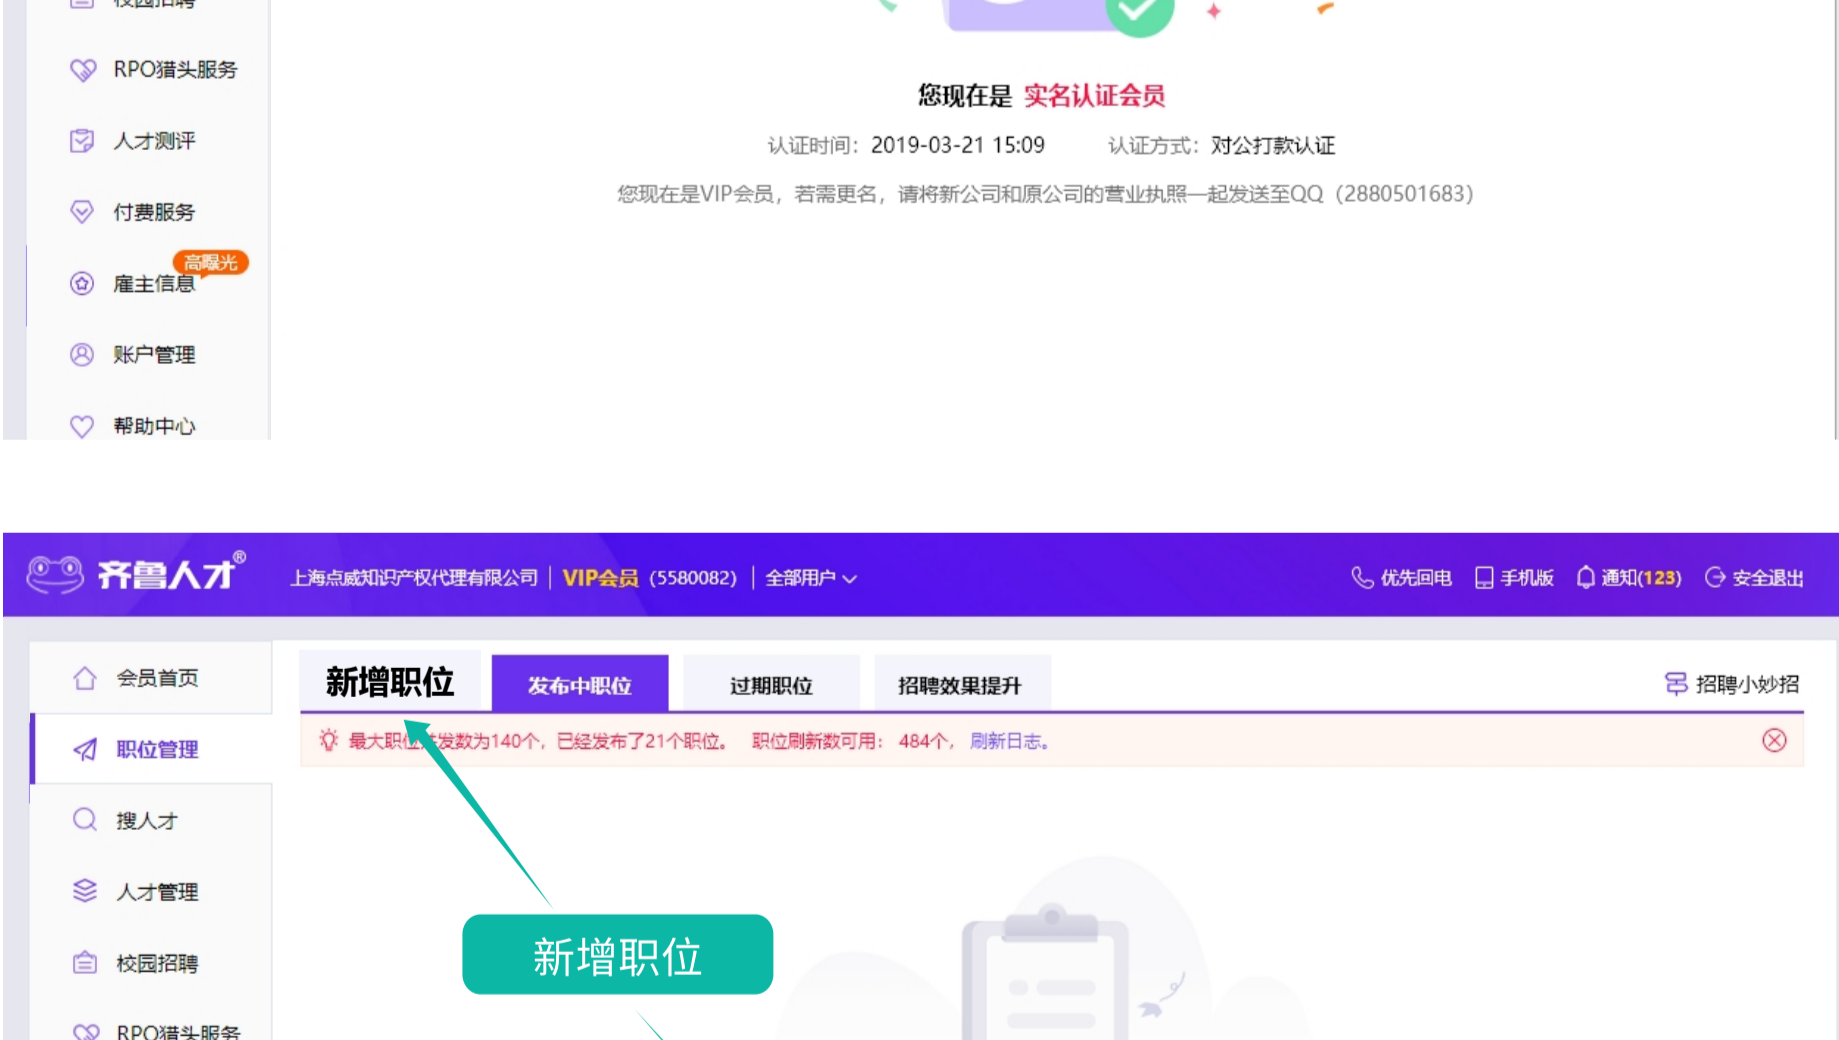 校园招聘
RPO猎头服务
人才测评
付费服务
高曝光
雇主信息
账户管理
帮助中心
您现在是 实名认证会员
认证时间：2019-03-21 15:09 认证方式：对公打款认证
您现在是VIP会员，若需更名，请将新公司和原公司的营业执照一起发送至QQ（2880501683）
齐鲁人才® 上海点威知识产权代理有限公司 | VIP会员（5580082） | 全部用户 优先回电 手机版 通知(123) 安全退出
会员首页
职位管理
搜人才
人才管理
校园招聘
RPO猎头服务
新增职位 发布中职位 过期职位 招聘效果提升 招聘小妙招
最大职位并发数为140个，已经发布了21个职位。 职位刷新数可用： 484个， 刷新日志。
新增职位